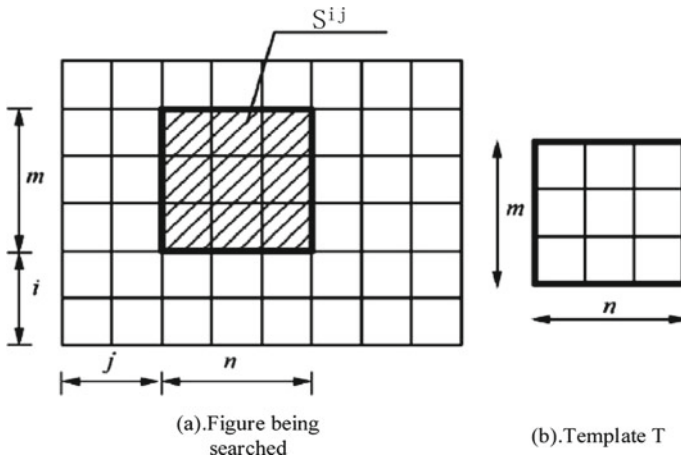 S^ij
m
i
j
n
(a).Figure being
searched
m
n
(b).Template T